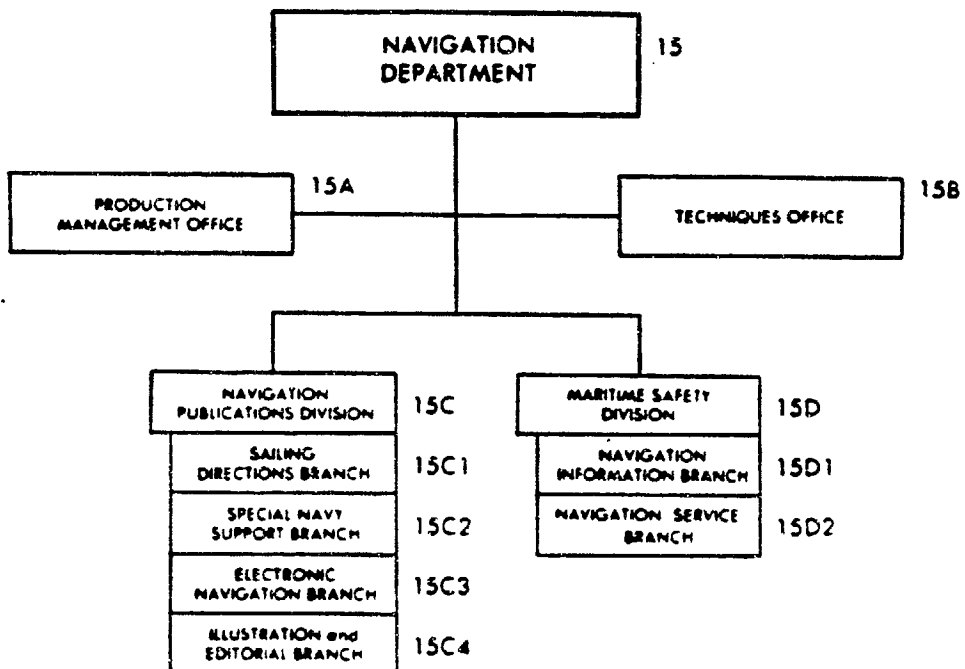 NAVIGATION
DEPARTMENT
15
PRODUCTION
MANAGEMENT OFFICE
15A
TECHNIQUES OFFICE
15B
NAVIGATION
PUBLICATIONS DIVISION
15C
SAILING
DIRECTIONS BRANCH
15C1
SPECIAL NAVY
SUPPORT BRANCH
15C2
ELECTRONIC
NAVIGATION BRANCH
15C3
ILLUSTRATION and
EDITORIAL BRANCH
15C4
MARITIME SAFETY
DIVISION
15D
NAVIGATION
INFORMATION BRANCH
15D1
NAVIGATION SERVICE
BRANCH
15D2